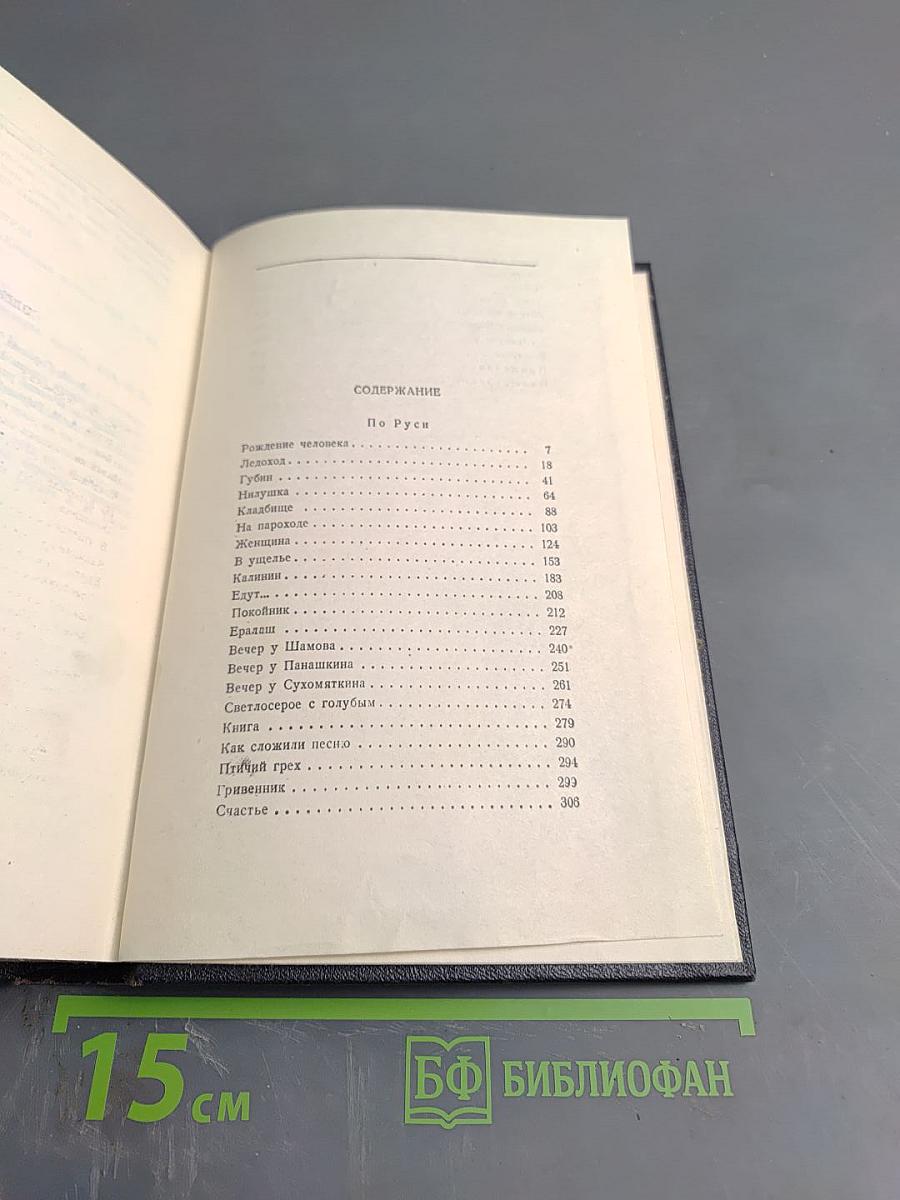 СОДЕРЖАНИЕ
По Руси
Рождение человека . . . . . . . . . . . . . . . . . . . . . 7
Ледоход . . . . . . . . . . . . . . . . . . . . . 18
Губин . . . . . . . . . . . . . . . . . . . . . 41
Нилушка . . . . . . . . . . . . . . . . . . . . . 64
Кладбище . . . . . . . . . . . . . . . . . . . . . 88
На пароходе . . . . . . . . . . . . . . . . . . . . . 103
Женщина . . . . . . . . . . . . . . . . . . . . . 124
В ущелье . . . . . . . . . . . . . . . . . . . . . 153
Калинин . . . . . . . . . . . . . . . . . . . . . 183
Едут... . . . . . . . . . . . . . . . . . . . . . 208
Покойник . . . . . . . . . . . . . . . . . . . . . 212
Ералаш . . . . . . . . . . . . . . . . . . . . . 227
Вечер у Шамова . . . . . . . . . . . . . . . . . . . . . 240
Вечер у Панашкина . . . . . . . . . . . . . . . . . . . . . 251
Вечер у Сухомяткина . . . . . . . . . . . . . . . . . . . . . 261
Светлосерое с голубым . . . . . . . . . . . . . . . . . . . . . 274
Книга . . . . . . . . . . . . . . . . . . . . . 279
Как сложили песню . . . . . . . . . . . . . . . . . . . . . 290
Птичий грех . . . . . . . . . . . . . . . . . . . . . 294
Гривенник . . . . . . . . . . . . . . . . . . . . . 299
Счастье . . . . . . . . . . . . . . . . . . . . . 306
15 см
БФ БИБЛИОФАН